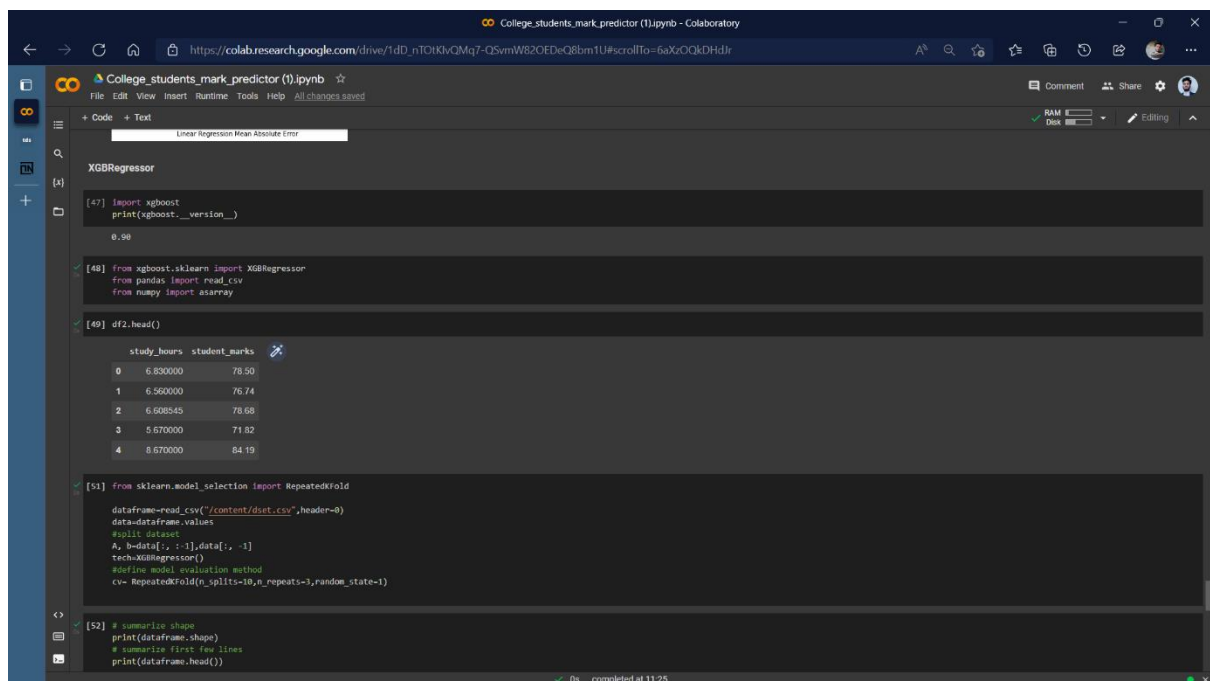 College_students_mark_predictor (1).ipynb - Colaboratory
https://colab.research.google.com/drive/1dD_nTOtKIvQMq7-QSvmW82OEDeQ8bm1U#scrollTo=6aXzOQkDHdJr
College_students_mark_predictor (1).ipynb
Comment
Share
File Edit View Insert Runtime Tools Help All changes saved
+ Code + Text
RAM
Disk
Editing
Linear Regression Mean Absolute Error
XGBRegressor
{x}
[47] import xgboost
print(xgboost.__version__)
0.90
[48] from xgboost.sklearn import XGBRegressor
from pandas import read_csv
from numpy import asarray
[49] df2.head()
study_hours student_marks
0 6.830000 78.50
1 6.560000 76.74
2 6.608545 78.68
3 5.670000 71.82
4 8.670000 84.19
[51] from sklearn.model_selection import RepeatedKFold
dataframe=read_csv("/content/dset.csv",header=0)
data=dataframe.values
#split dataset
A, b=data[:, :-1],data[:, -1]
tech=XGBRegressor()
#define model evaluation method
cv= RepeatedKFold(n_splits=10,n_repeats=3,random_state=1)
[52] # summarize shape
print(dataframe.shape)
# summarize first few lines
print(dataframe.head())
0s completed at 11:25